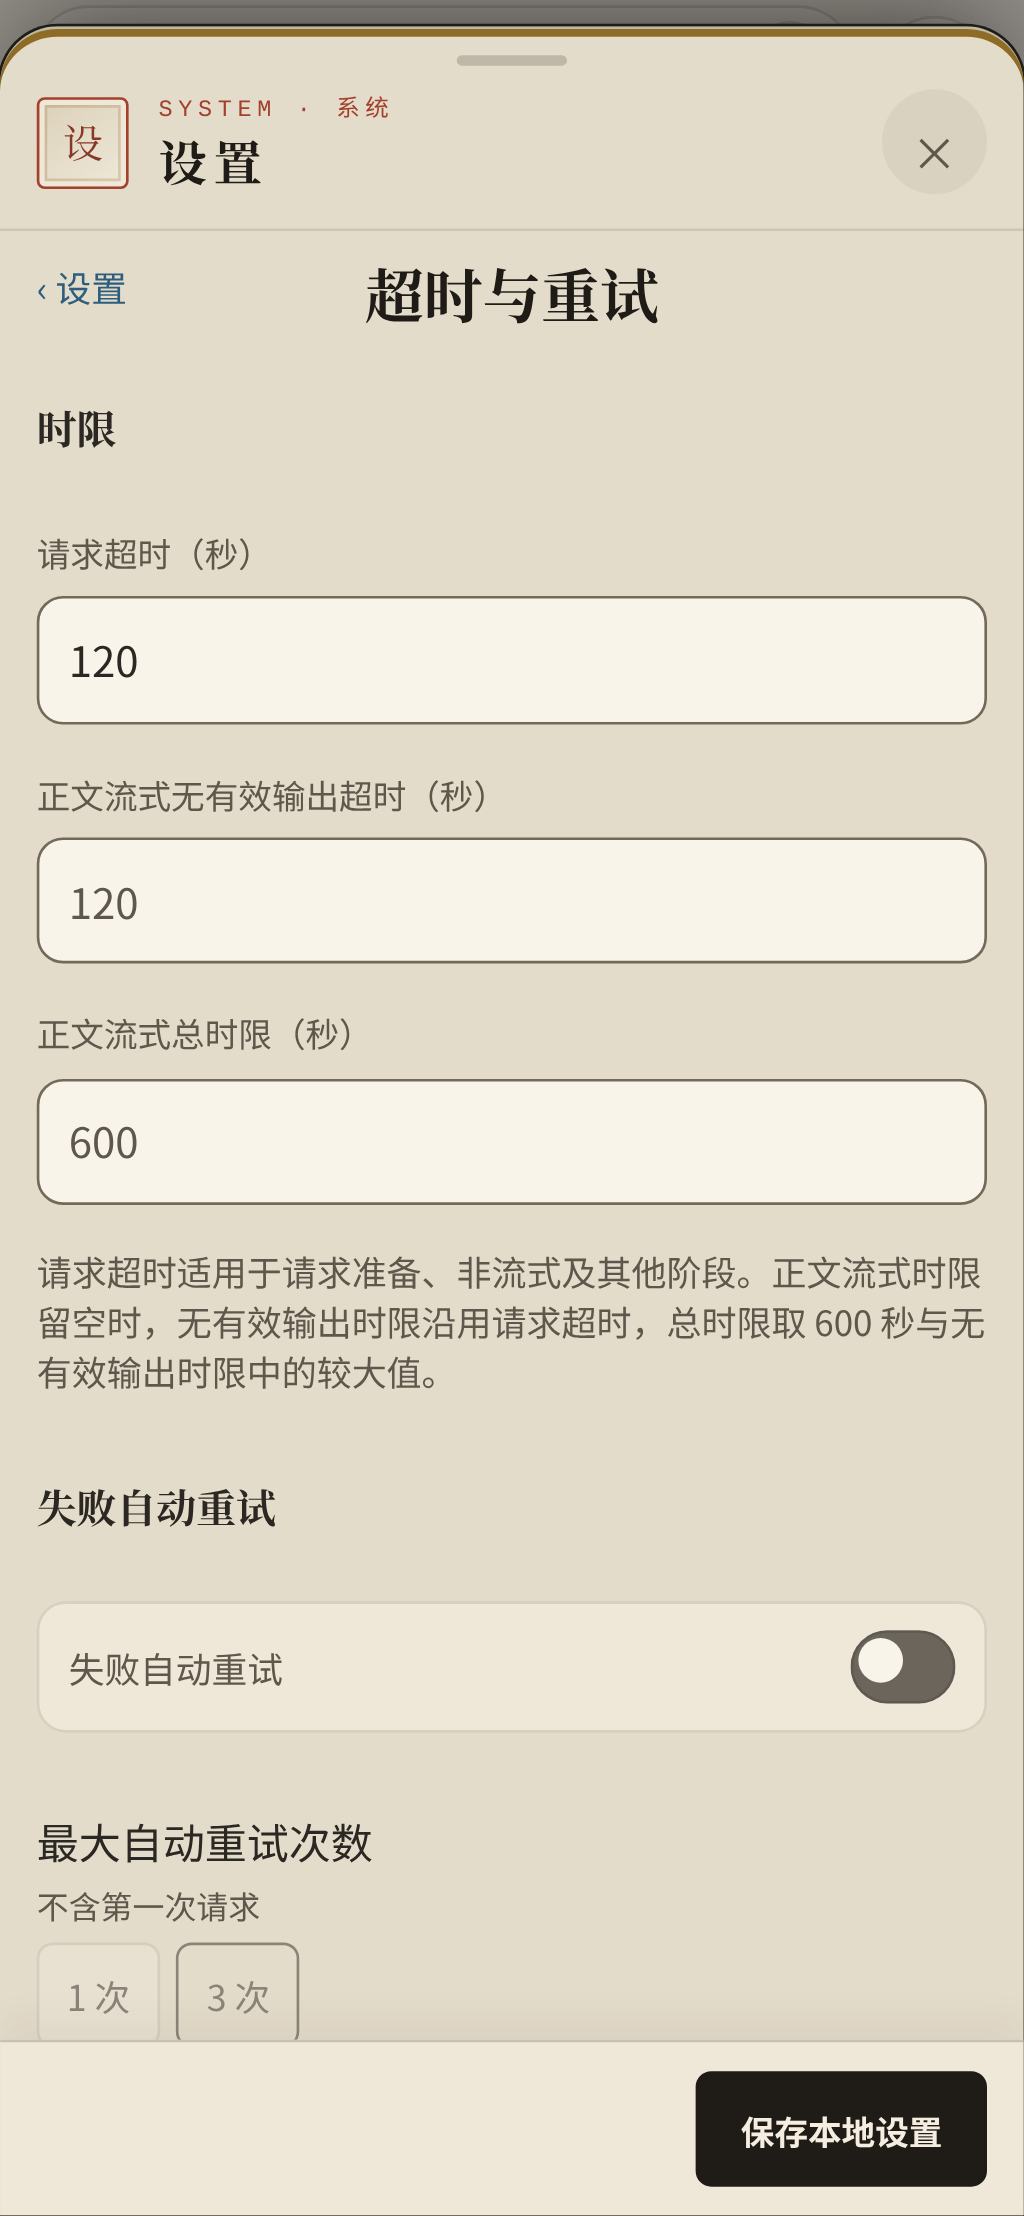 设
SYSTEM · 系统
设置
‹ 设置
超时与重试
时限
请求超时（秒）
120
正文流式无有效输出超时（秒）
120
正文流式总时限（秒）
600
请求超时适用于请求准备、非流式及其他阶段。正文流式时限
留空时，无有效输出时限沿用请求超时，总时限取 600 秒与无
有效输出时限中的较大值。
失败自动重试
失败自动重试
最大自动重试次数
不含第一次请求
1 次
3 次
保存本地设置